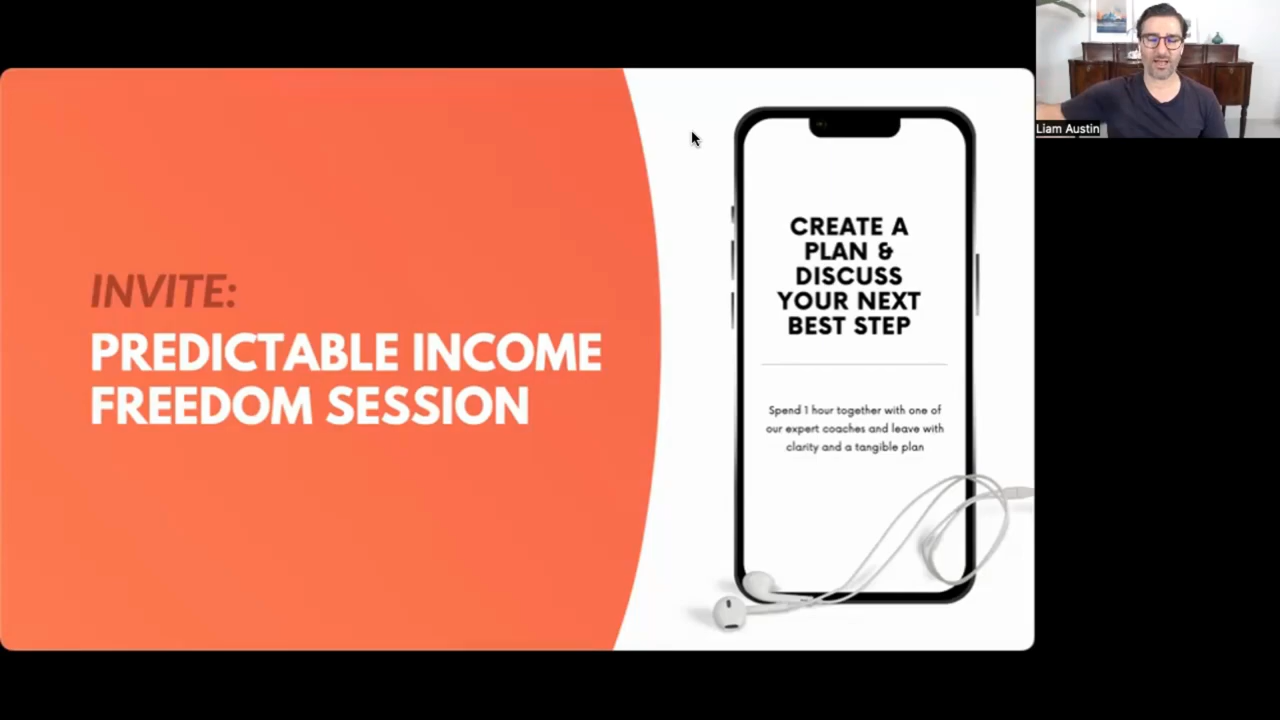 INVITE:
PREDICTABLE INCOME
FREEDOM SESSION
CREATE A
PLAN &
DISCUSS
YOUR NEXT
BEST STEP
Spend 1 hour together with one of
our expert coaches and leave with
clarity and a tangible plan
Liam Austin